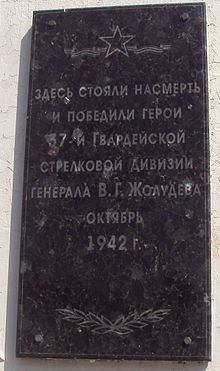 ЗДЕСЬ СТОЯЛИ НАСМЕРТЬ
И ПОБЕДИЛИ ГЕРОИ
37-Й ГВАРДЕЙСКОЙ
СТРЕЛКОВОЙ ДИВИЗИИ
ГЕНЕРАЛА В.Г. ЖОЛУДЕВА
ОКТЯБРЬ
1942 г.